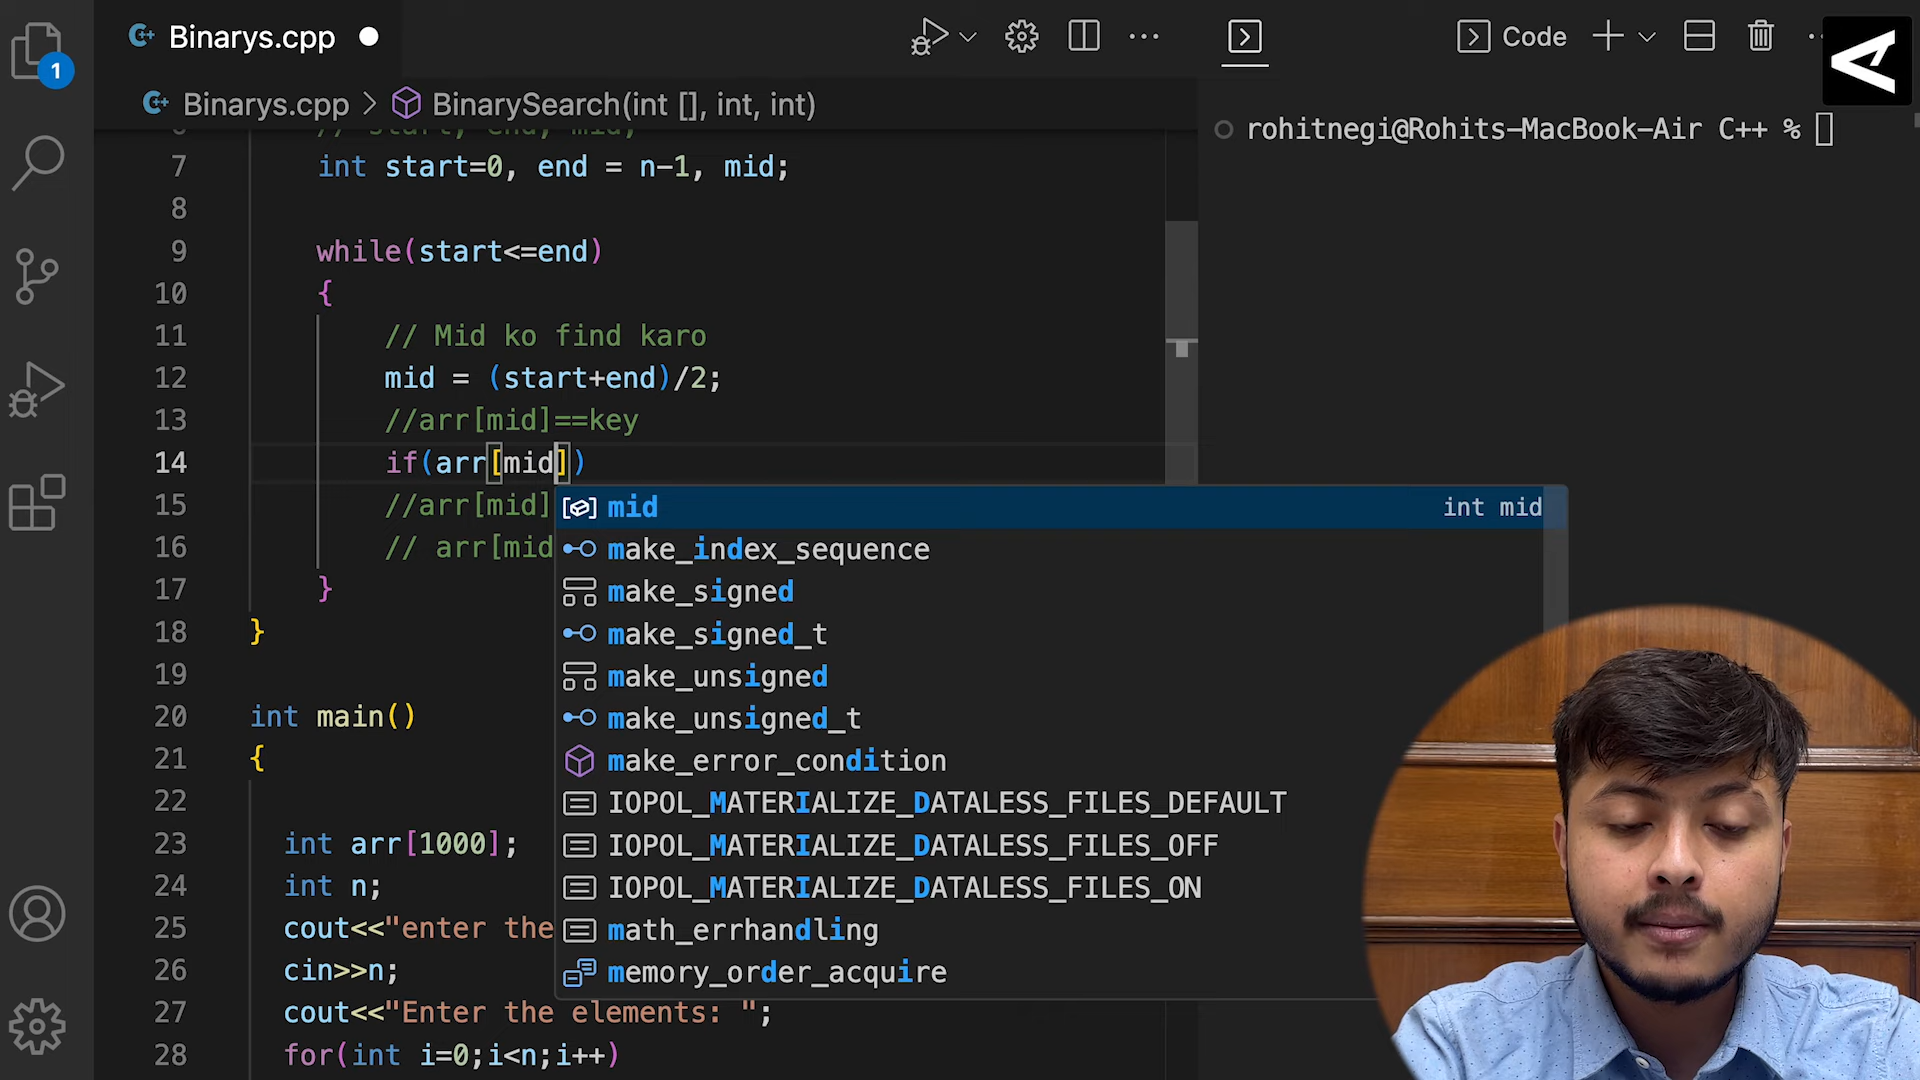 Binarys.cpp
Code
1
Binarys.cpp > BinarySearch(int [], int, int)
rohitnegi@Rohits-MacBook-Air C++ %
// start, end, mid;
7 int start=0, end = n-1, mid;
8
9 while(start<=end)
10 {
11 // Mid ko find karo
12 mid = (start+end)/2;
13 //arr[mid]==key
14 if(arr[mid])
15 //arr[mid]
16 // arr[mid
17 }
18 }
19
20 int main()
21 {
22
23 int arr[1000];
24 int n;
25 cout<<"enter the
26 cin>>n;
27 cout<<"Enter the elements: ";
28 for(int i=0;i<n;i++)
mid int mid
make_index_sequence
make_signed
make_signed_t
make_unsigned
make_unsigned_t
make_error_condition
IOPOL_MATERIALIZE_DATALESS_FILES_DEFAULT
IOPOL_MATERIALIZE_DATALESS_FILES_OFF
IOPOL_MATERIALIZE_DATALESS_FILES_ON
math_errhandling
memory_order_acquire